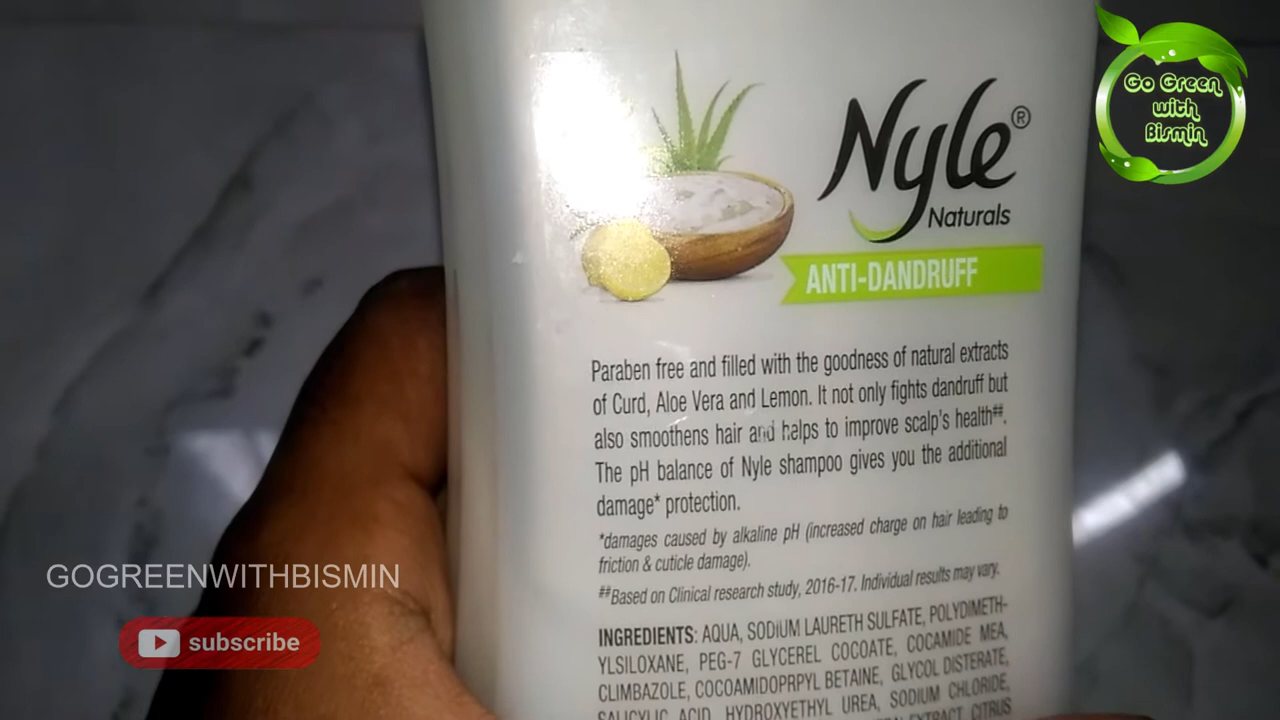 Go Green
with
Bismin
Nyle®
Naturals
ANTI-DANDRUFF
Paraben free and filled with the goodness of natural extracts
of Curd, Aloe Vera and Lemon. It not only fights dandruff but
also smoothens hair and helps to improve scalp's health##.
The pH balance of Nyle shampoo gives you the additional
damage* protection.
*damages caused by alkaline pH (increased charge on hair leading to
friction & cuticle damage).
##Based on Clinical research study, 2016-17. Individual results may vary.
INGREDIENTS: AQUA, SODIUM LAURETH SULFATE, POLYDIMETH-
YLSILOXANE, PEG-7 GLYCEREL COCOATE, COCAMIDE MEA,
CLIMBAZOLE, COCOAMIDOPRPYL BETAINE, GLYCOL DISTERATE,
SALICYLIC ACID, HYDROXYETHYL UREA, SODIUM CHLORIDE,
EXTRACT CITRUS
GOGREENWITHBISMIN
subscribe